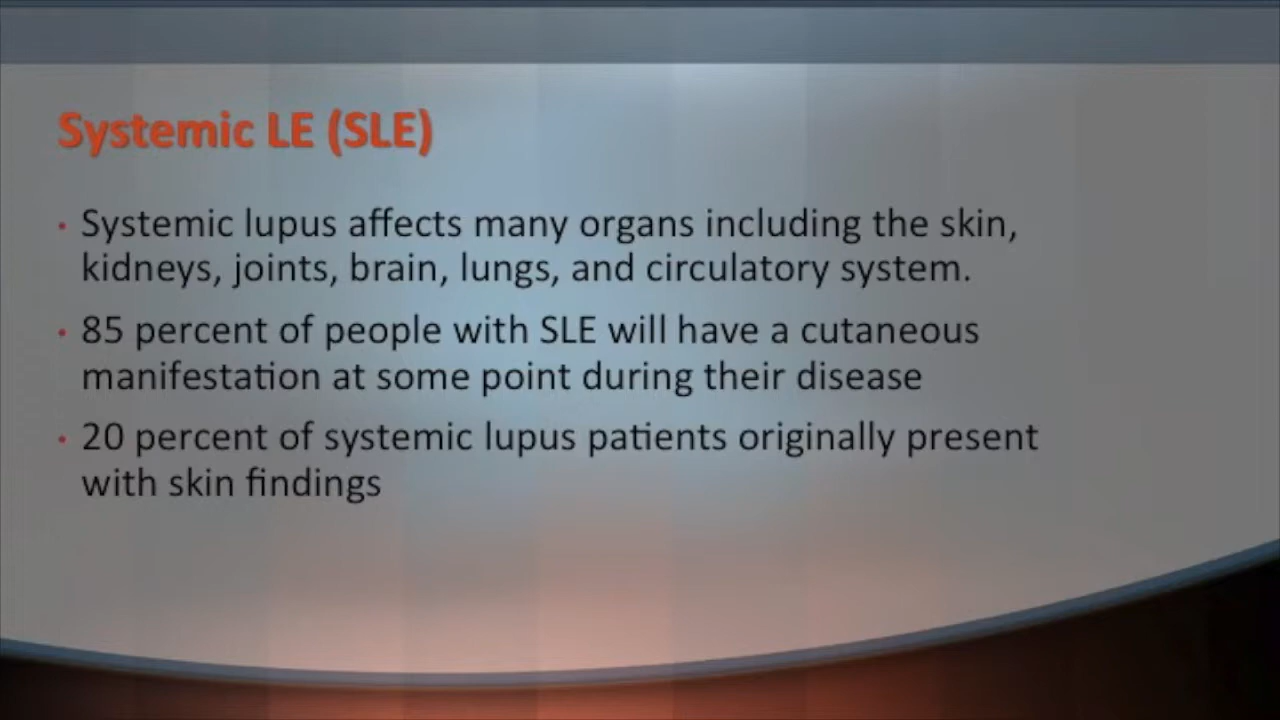 Systemic LE (SLE)
• Systemic lupus affects many organs including the skin,
kidneys, joints, brain, lungs, and circulatory system.
• 85 percent of people with SLE will have a cutaneous
manifestation at some point during their disease
• 20 percent of systemic lupus patients originally present
with skin findings